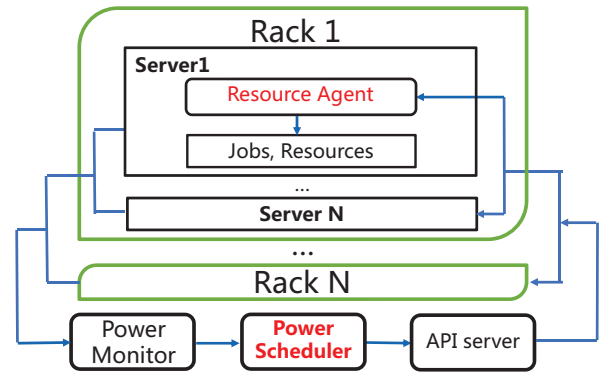 Rack 1
Server1
Resource Agent
Jobs, Resources
...
Server N
...
Rack N
Power
Monitor
Power
Scheduler
API server